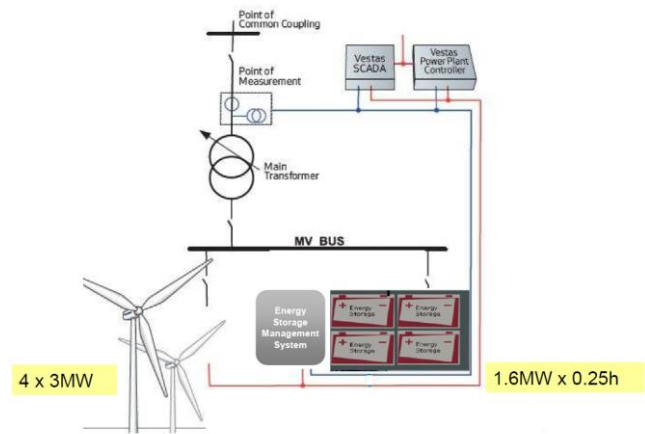 Point of
Common Coupling
Vestas
SCADA
Vestas
Power Plant
Controller
Point of
Measurement
Main
Transformer
MV BUS
Energy
Storage
Management
System
+ Energy Storage −
+ Energy Storage −
+ Energy Storage −
+ Energy Storage −
4 x 3MW
1.6MW x 0.25h